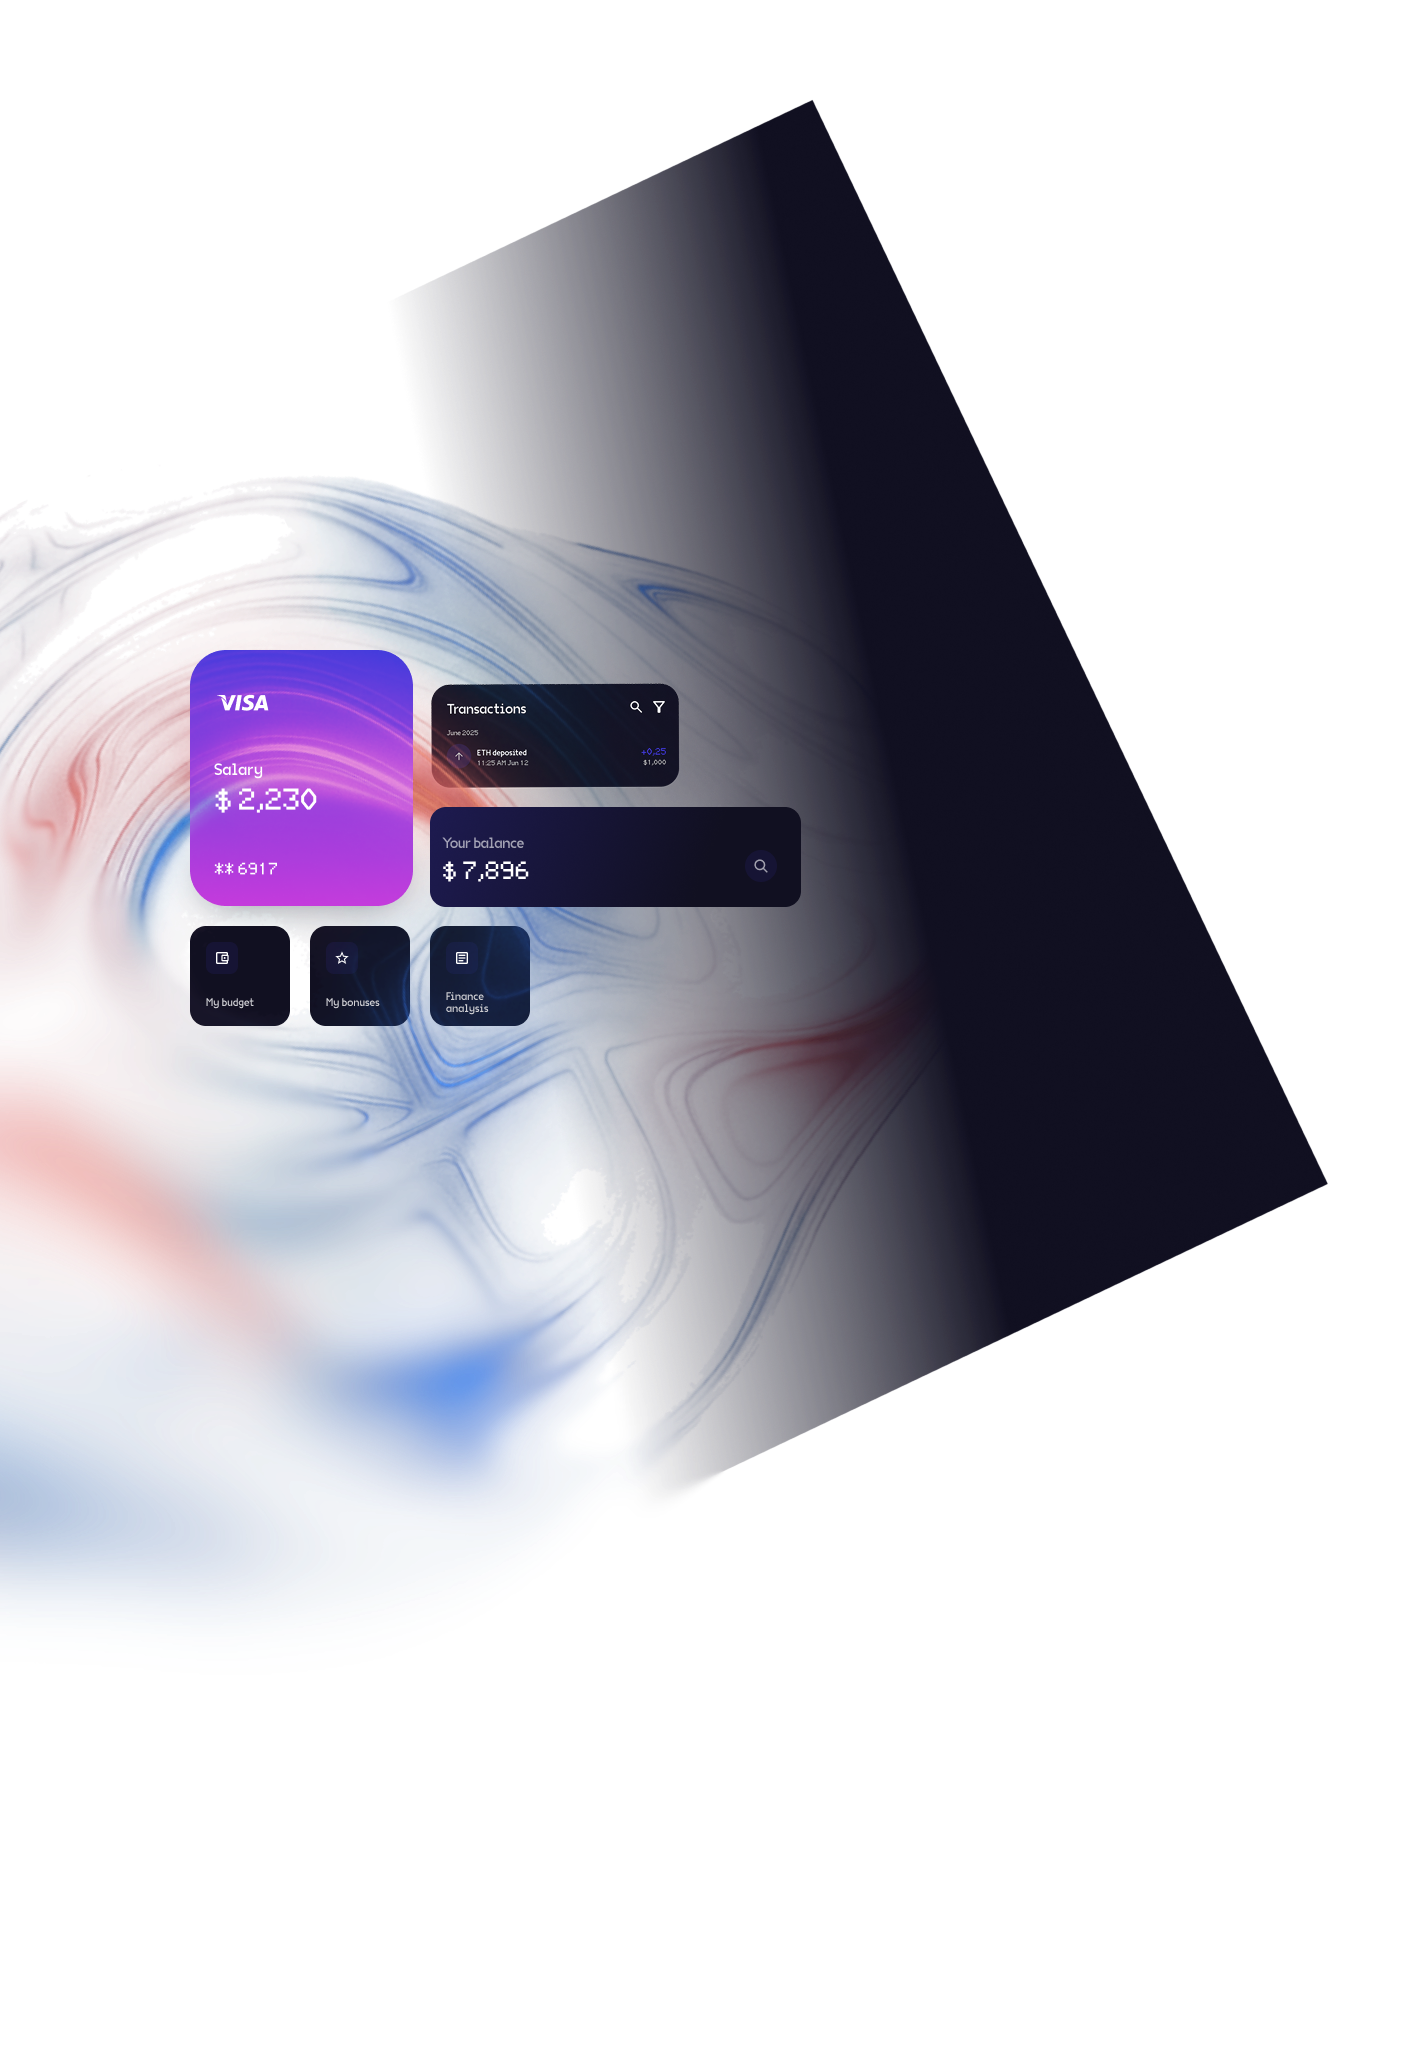 VISA
Salary
$ 2,230
** 6917
Transactions
June 2025
ETH deposited
+0,25
11:25 AM Jun 12
$1,000
Your balance
$ 7,896
My budget
My bonuses
Finance
analysis